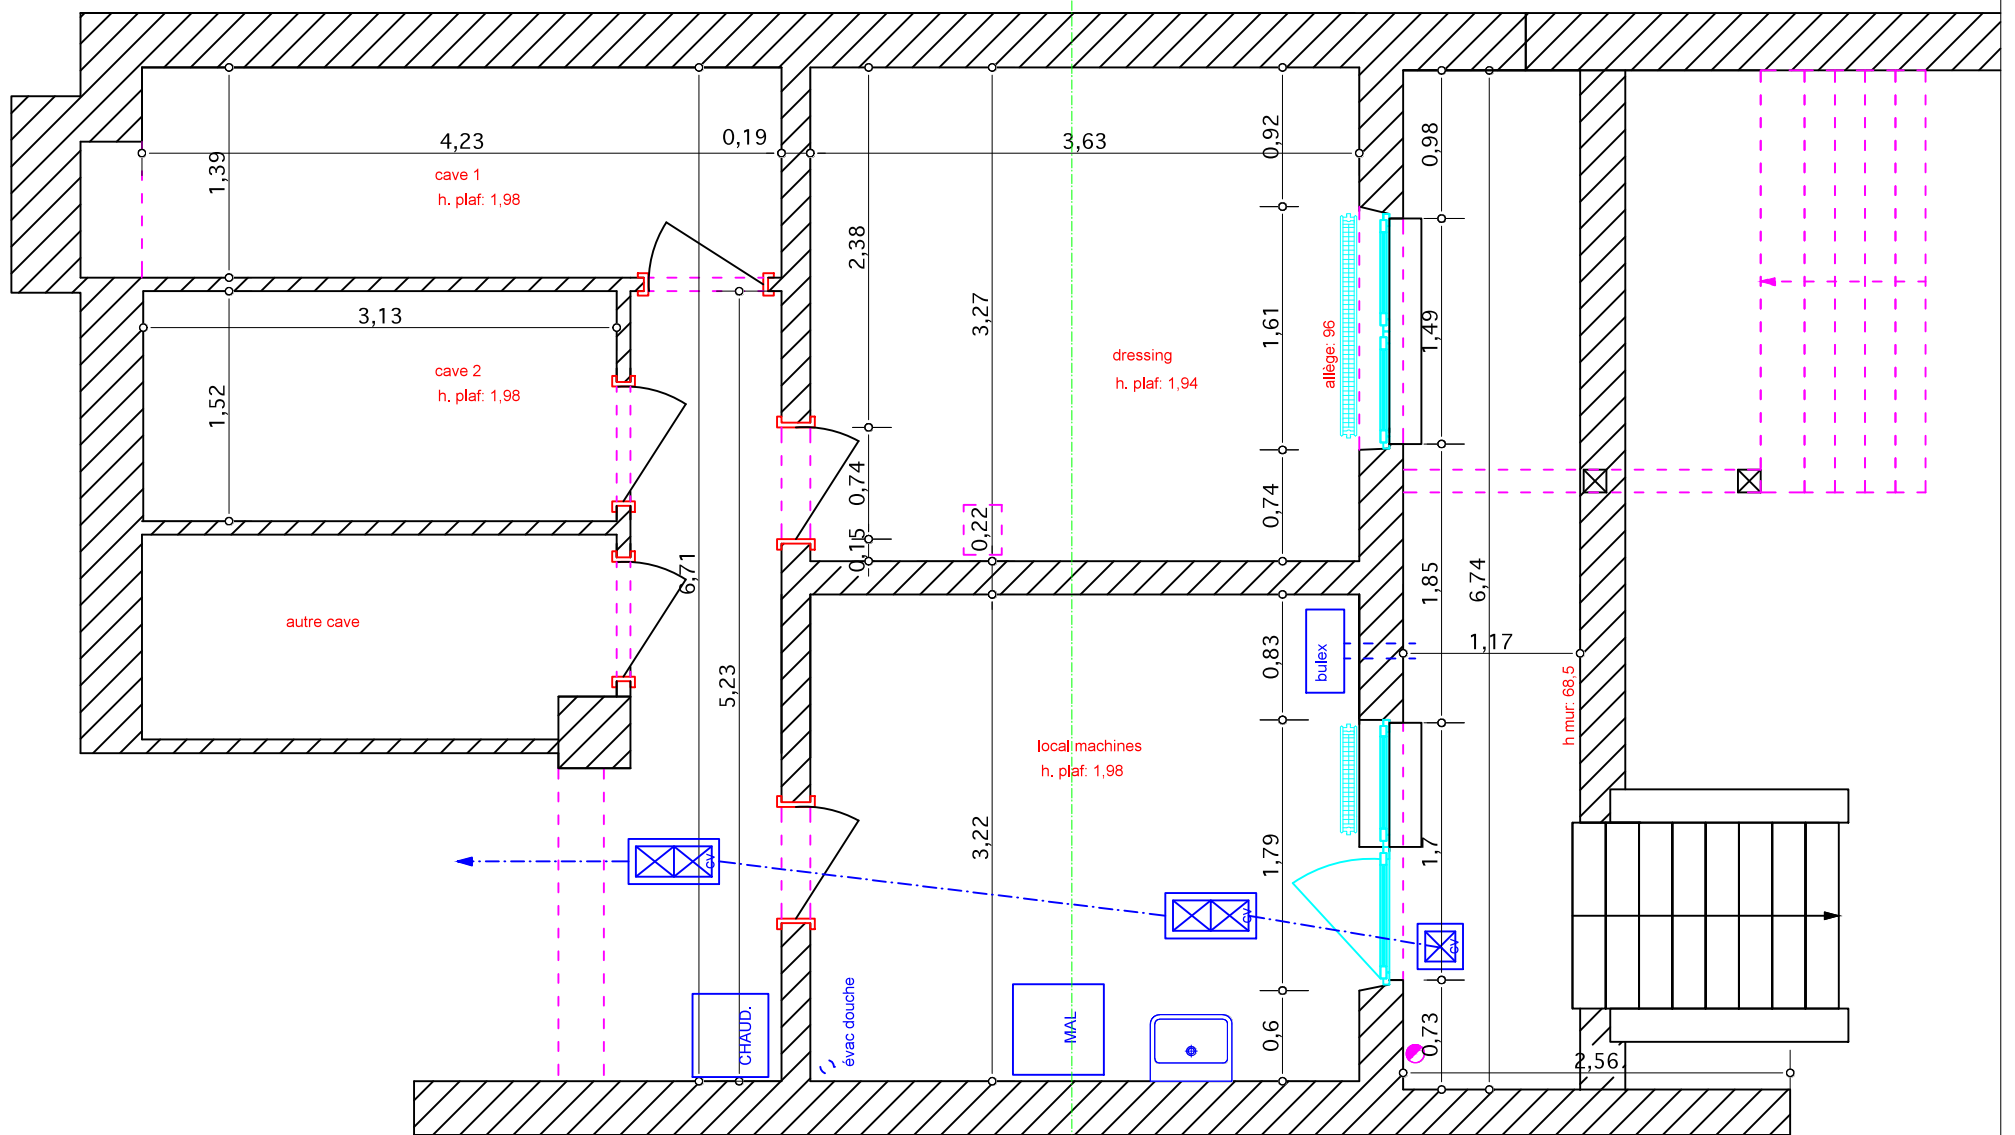 4,23
0,19
3,63
0,92
0,98
1,39
cave 1
h. plaf: 1,98
2,38
3,27
1,61
1,49
3,13
allège: 96
dressing
h. plaf: 1,94
cave 2
h. plaf: 1,98
1,52
0,74
0,22
0,74
0,15
6,71
1,85
6,74
autre cave
5,23
0,83
bulex
1,17
h mur: 68,5
local machines
h. plaf: 1,98
3,22
1,79
1,7
cv
cv
cv
CHAUD.
évac douche
MAL
0,6
0,73
2,56